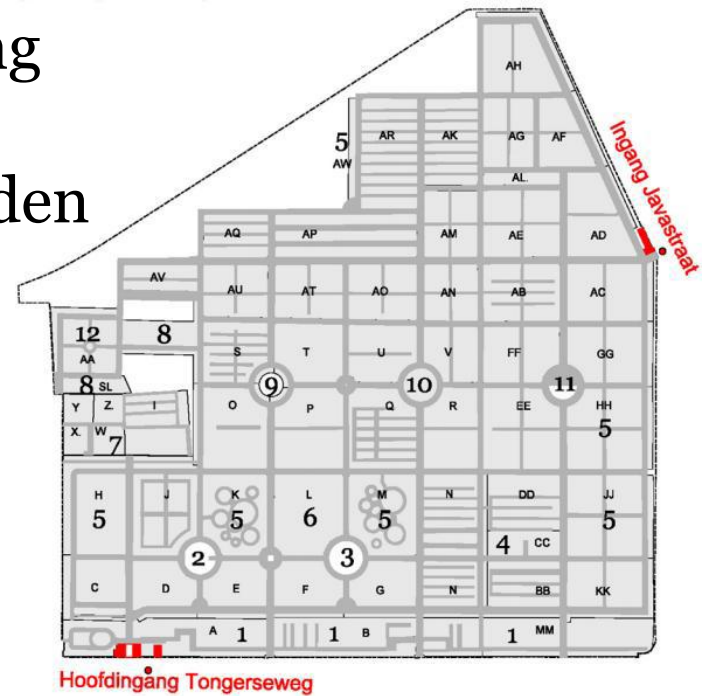 ng
den
AH
5 AR AK AG AF
AW
AL
AQ AP AM AE AD
Ingang Javastraat
AV AU AT AO AN AB AC
12 8 S T U V FF GG
AA
9 10 11
8 SL
Y Z I O P Q R EE HH
5
X W 7
H J K L M N DD JJ
5 5 6 5 5
4 CC
2 3
C D E F G N BB KK
A 1 1 B 1 MM
Hoofdingang Tongerseweg